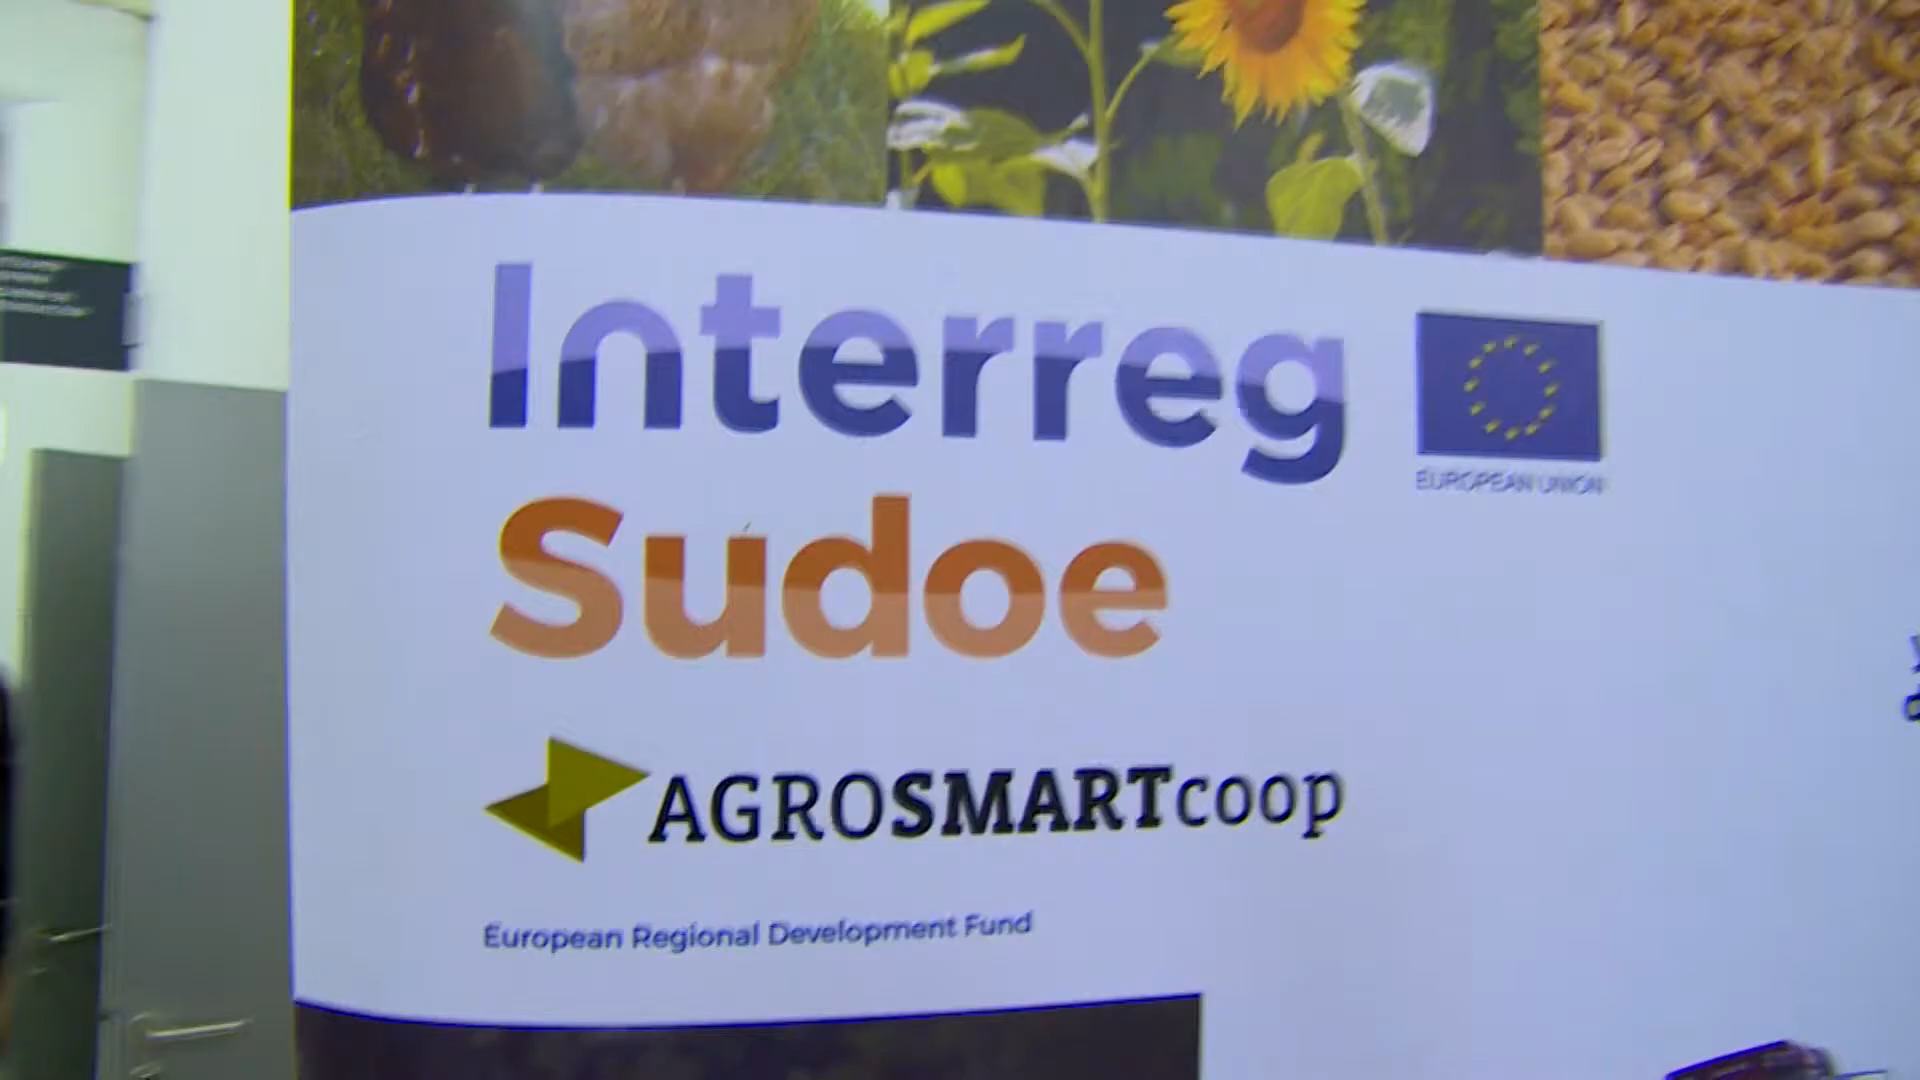 Interreg
EUROPEAN UNION
Sudoe
AGROSMARTcoop
European Regional Development Fund